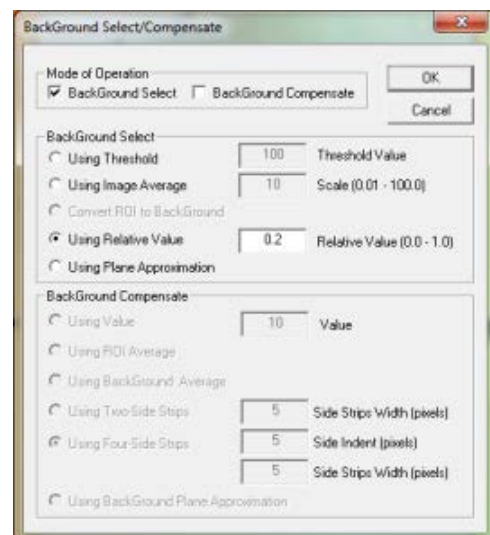 BackGround Select/Compensate
Mode of Operation
BackGround Select BackGround Compensate
OK
Cancel
BackGround Select
Using Threshold 100 Threshold Value
Using Image Average 10 Scale (0.01 - 100.0)
Convert ROI to BackGround
Using Relative Value 0.2 Relative Value (0.0 - 1.0)
Using Plane Approximation
BackGround Compensate
Using Value 10 Value
Using ROI Average
Using BackGround Average
Using Two-Side Strips 5 Side Strips Width (pixels)
Using Four-Side Strips 5 Side Indent (pixels)
5 Side Strips Width (pixels)
Using BackGround Plane Approximation